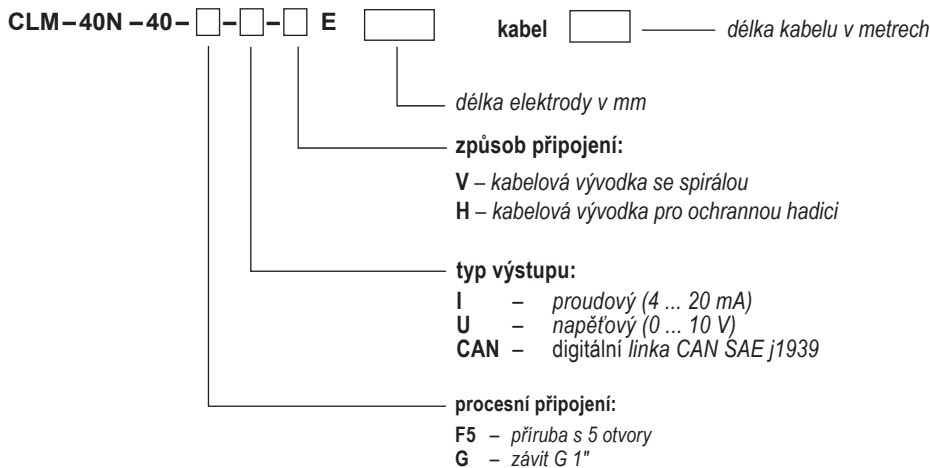 CLM–40N –40–□–□–□ E □ kabel □ délka kabelu v metrech
délka elektrody v mm
způsob připojení:
V – kabelová vývodka se spirálou
H – kabelová vývodka pro ochrannou hadici
typ výstupu:
I – proudový (4 ... 20 mA)
U – napěťový (0 ... 10 V)
CAN – digitální linka CAN SAE j1939
procesní připojení:
F5 – příruba s 5 otvory
G – závit G 1"